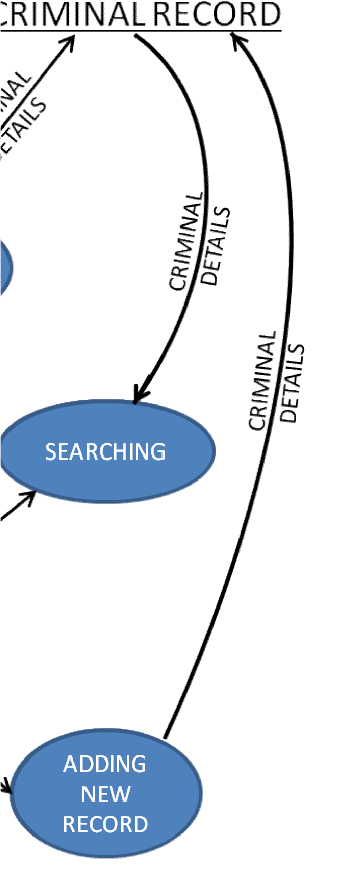 CRIMINAL RECORD
CRIMINAL
DETAILS
CRIMINAL
DETAILS
SEARCHING
ADDING
NEW
RECORD